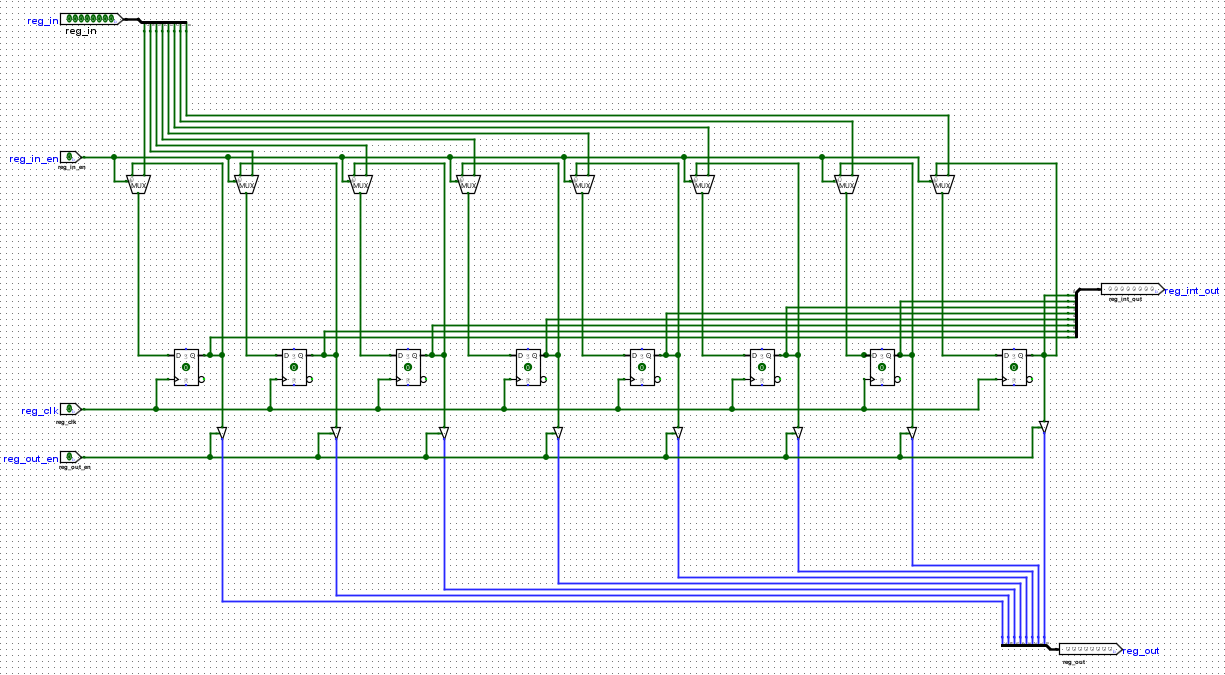 reg_in
reg_in
reg_in_en
reg_in_en
MUX MUX MUX MUX MUX MUX MUX MUX
reg_int_out
reg_int_out
D S Q D S Q D S Q D S Q D S Q D S Q D S Q D S Q
0 0 0 0 0 0 0 0
R R R R R R R R
reg_clk
reg_clk
reg_out_en
reg_out_en
reg_out
reg_out